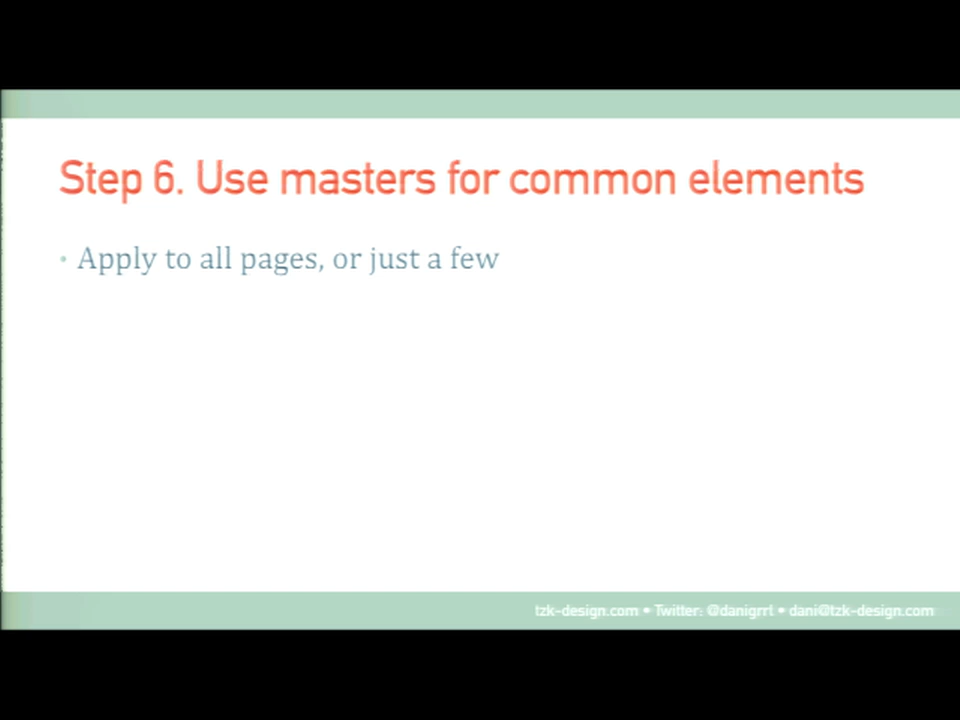 Step 6. Use masters for common elements
• Apply to all pages, or just a few
tzk-design.com • Twitter: @danigrrl • dani@tzk-design.com